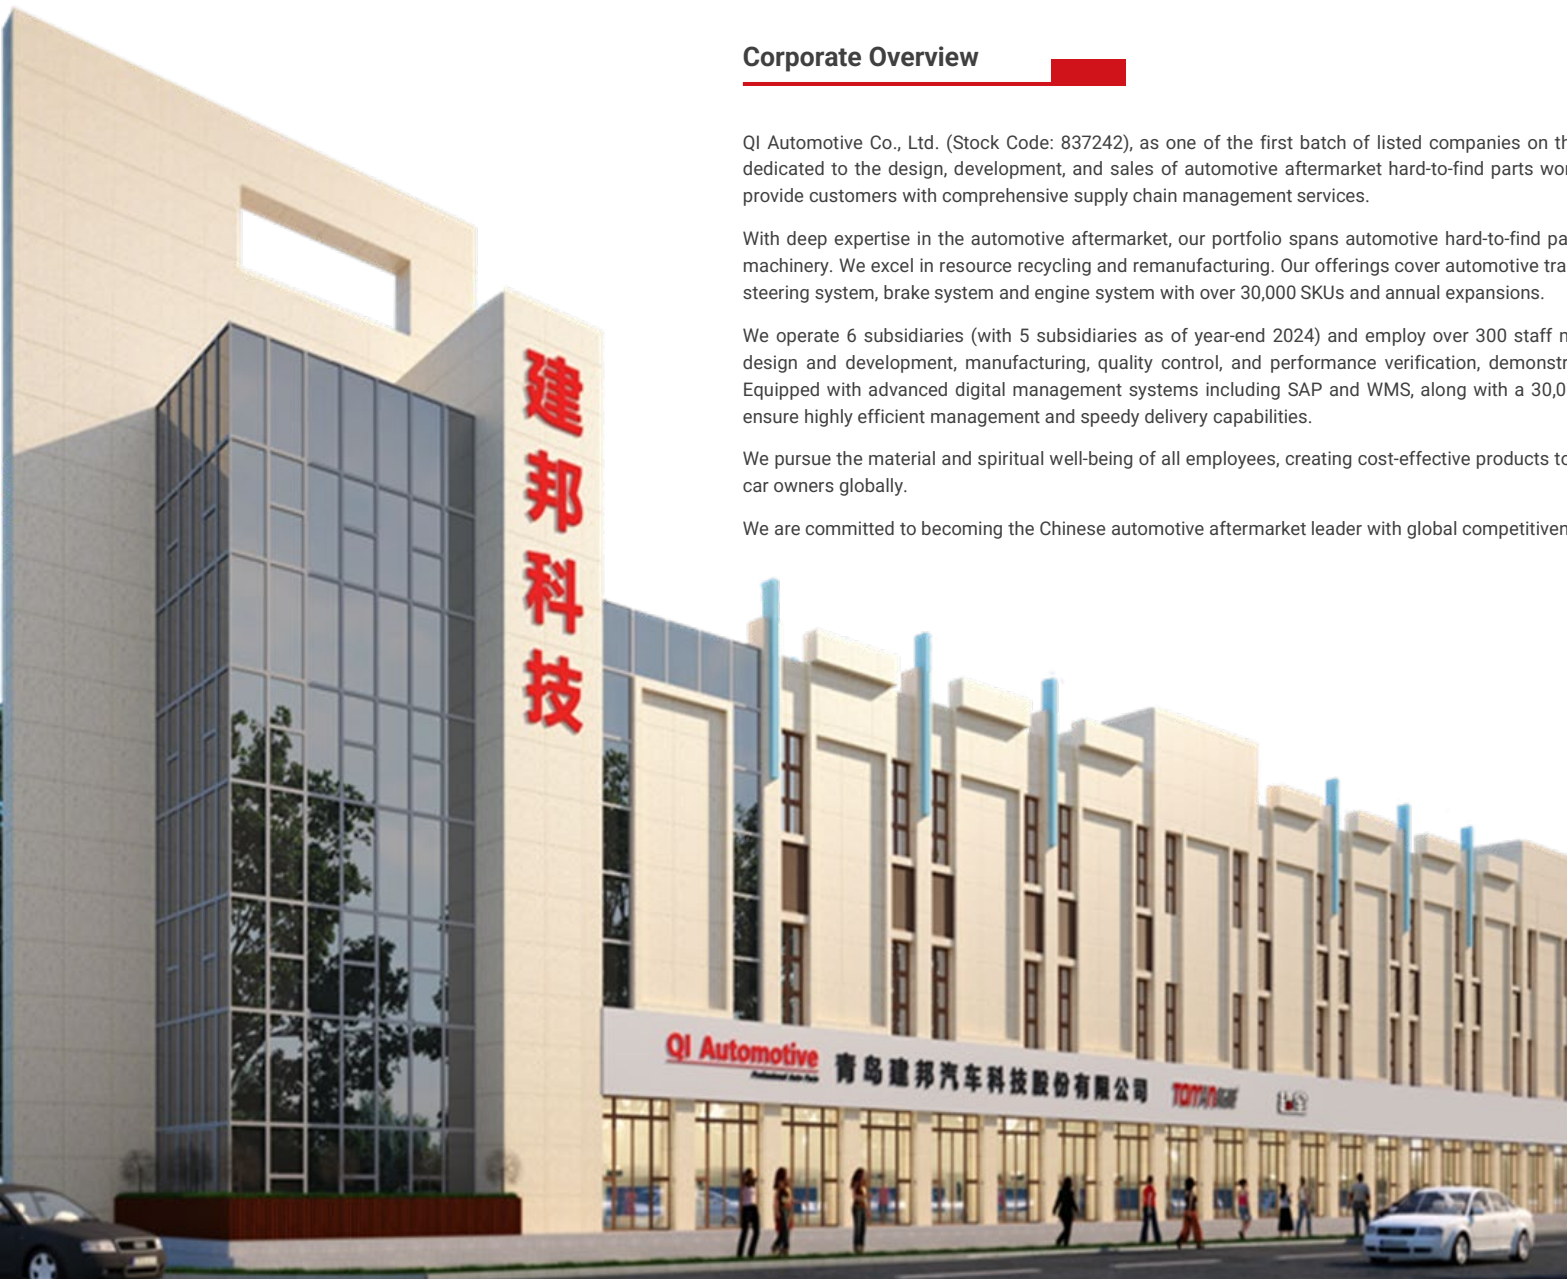 Corporate Overview
QI Automotive Co., Ltd. (Stock Code: 837242), as one of the first batch of listed companies on
dedicated to the design, development, and sales of automotive aftermarket hard-to-find parts
provide customers with comprehensive supply chain management services.
With deep expertise in the automotive aftermarket, our portfolio spans automotive hard-to-find
machinery. We excel in resource recycling and remanufacturing. Our offerings cover automotive
steering system, brake system and engine system with over 30,000 SKUs and annual expansions.
We operate 6 subsidiaries (with 5 subsidiaries as of year-end 2024) and employ over 300 staff
design and development, manufacturing, quality control, and performance verification,
Equipped with advanced digital management systems including SAP and WMS, along with a
ensure highly efficient management and speedy delivery capabilities.
We pursue the material and spiritual well-being of all employees, creating cost-effective products to
car owners globally.
We are committed to becoming the Chinese automotive aftermarket leader with global
建邦科技
QI Automotive
青岛建邦汽车科技股份有限公司